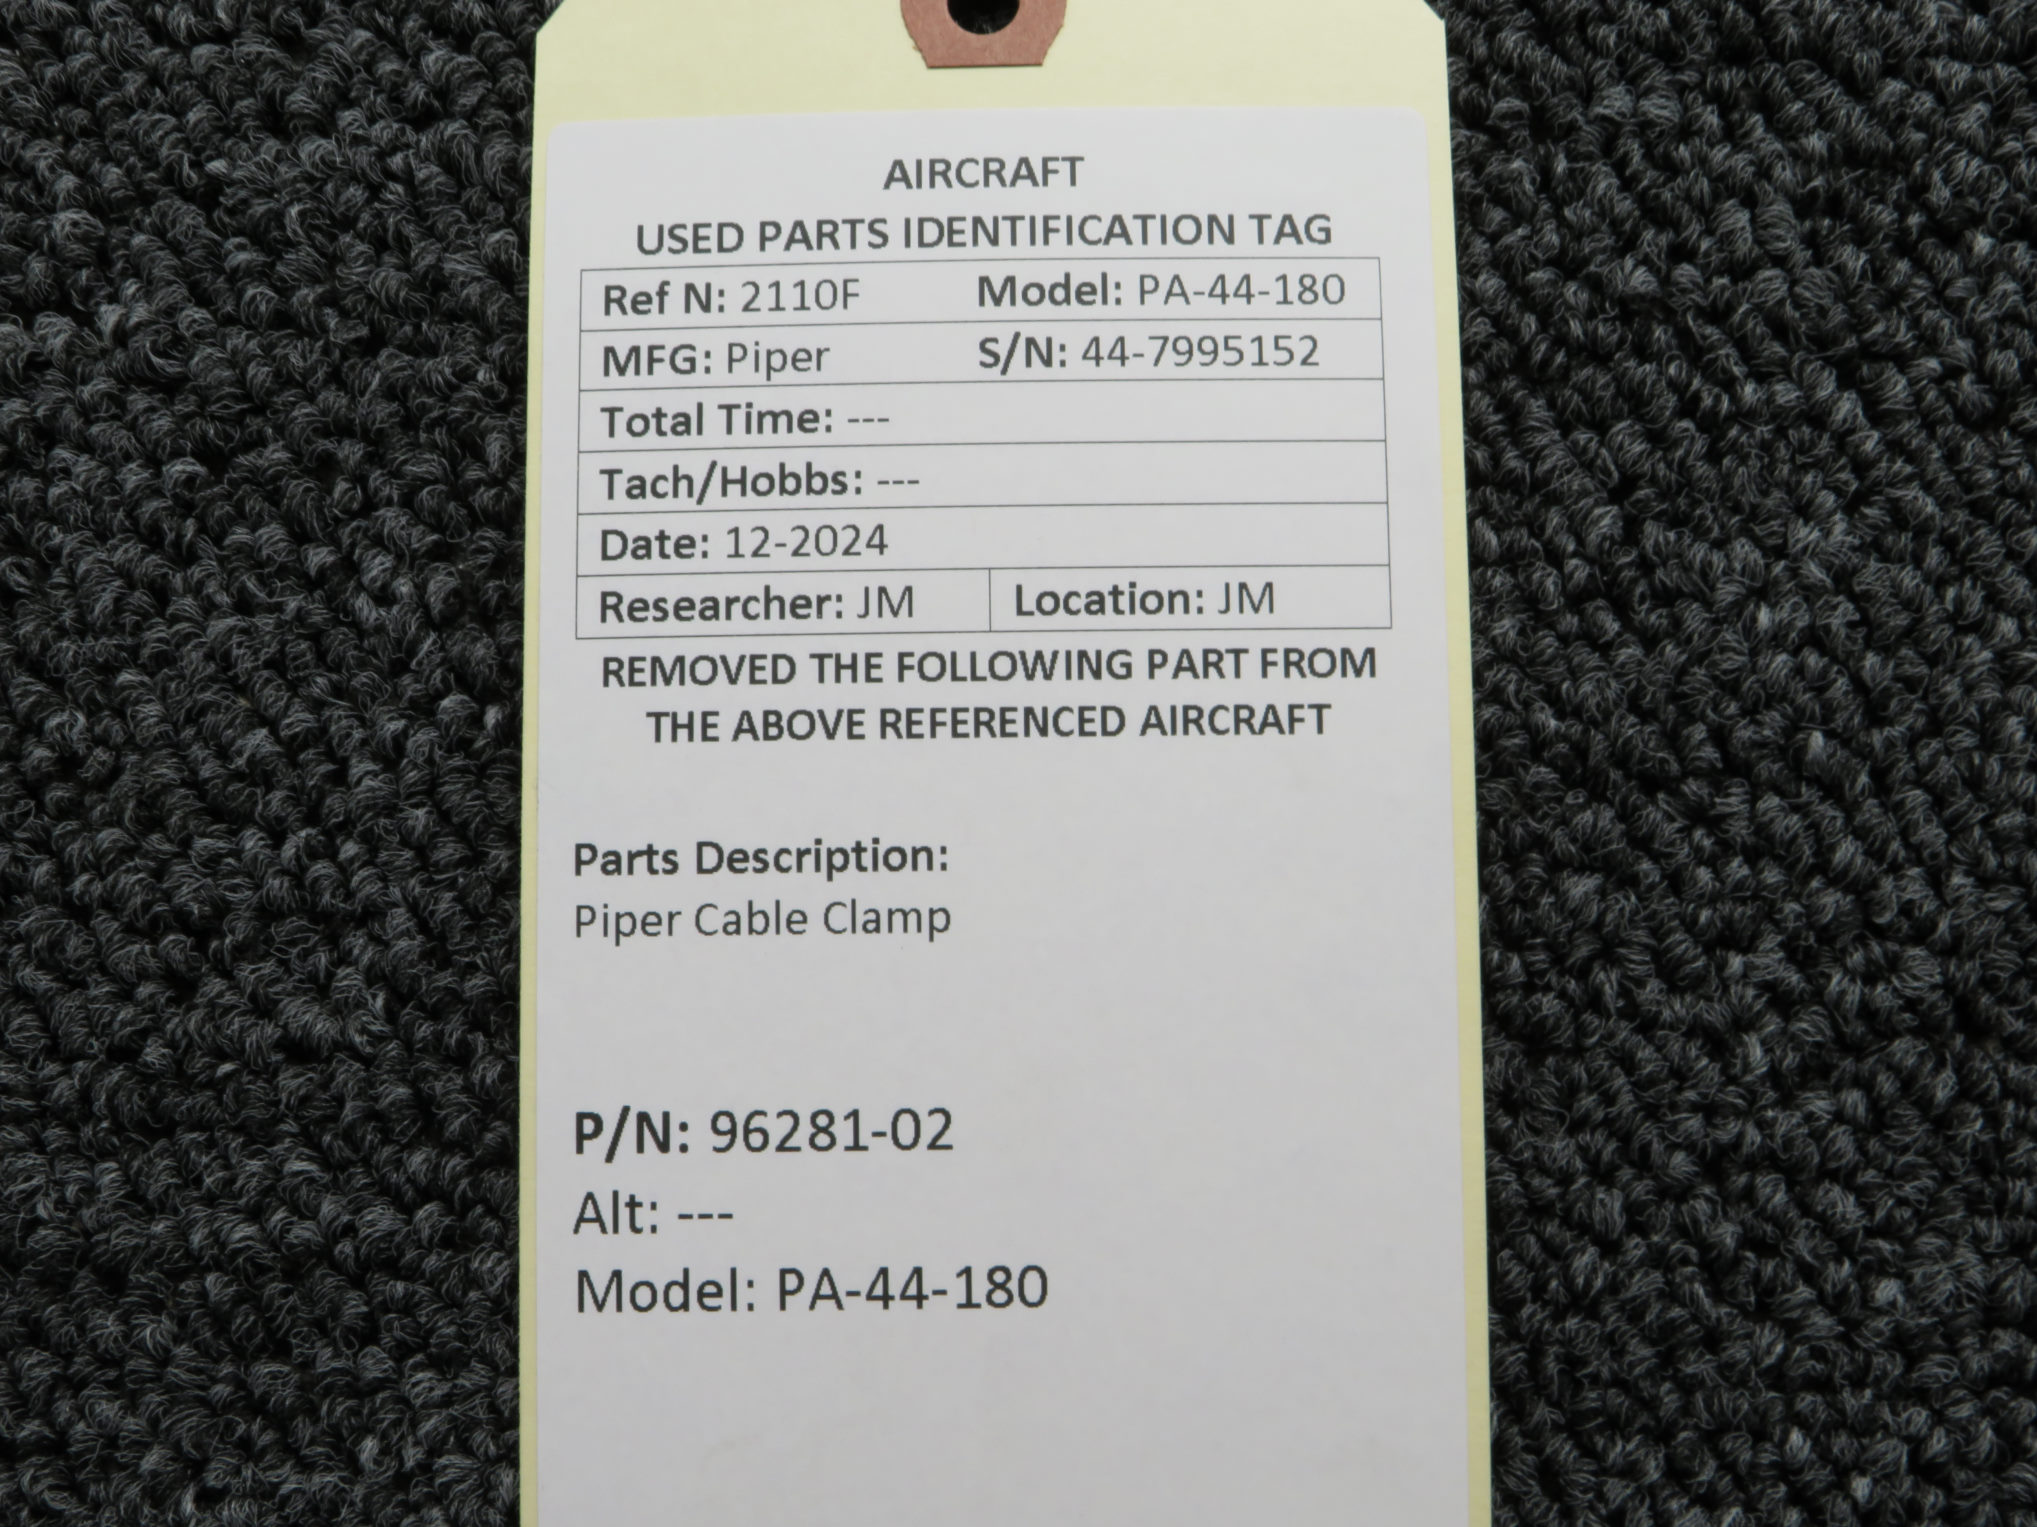 AIRCRAFT
USED PARTS IDENTIFICATION TAG
Ref N: 2110F Model: PA-44-180
MFG: Piper S/N: 44-7995152
Total Time: ---
Tach/Hobbs: ---
Date: 12-2024
Researcher: JM Location: JM
REMOVED THE FOLLOWING PART FROM
THE ABOVE REFERENCED AIRCRAFT
Parts Description:
Piper Cable Clamp
P/N: 96281-02
Alt: ---
Model: PA-44-180